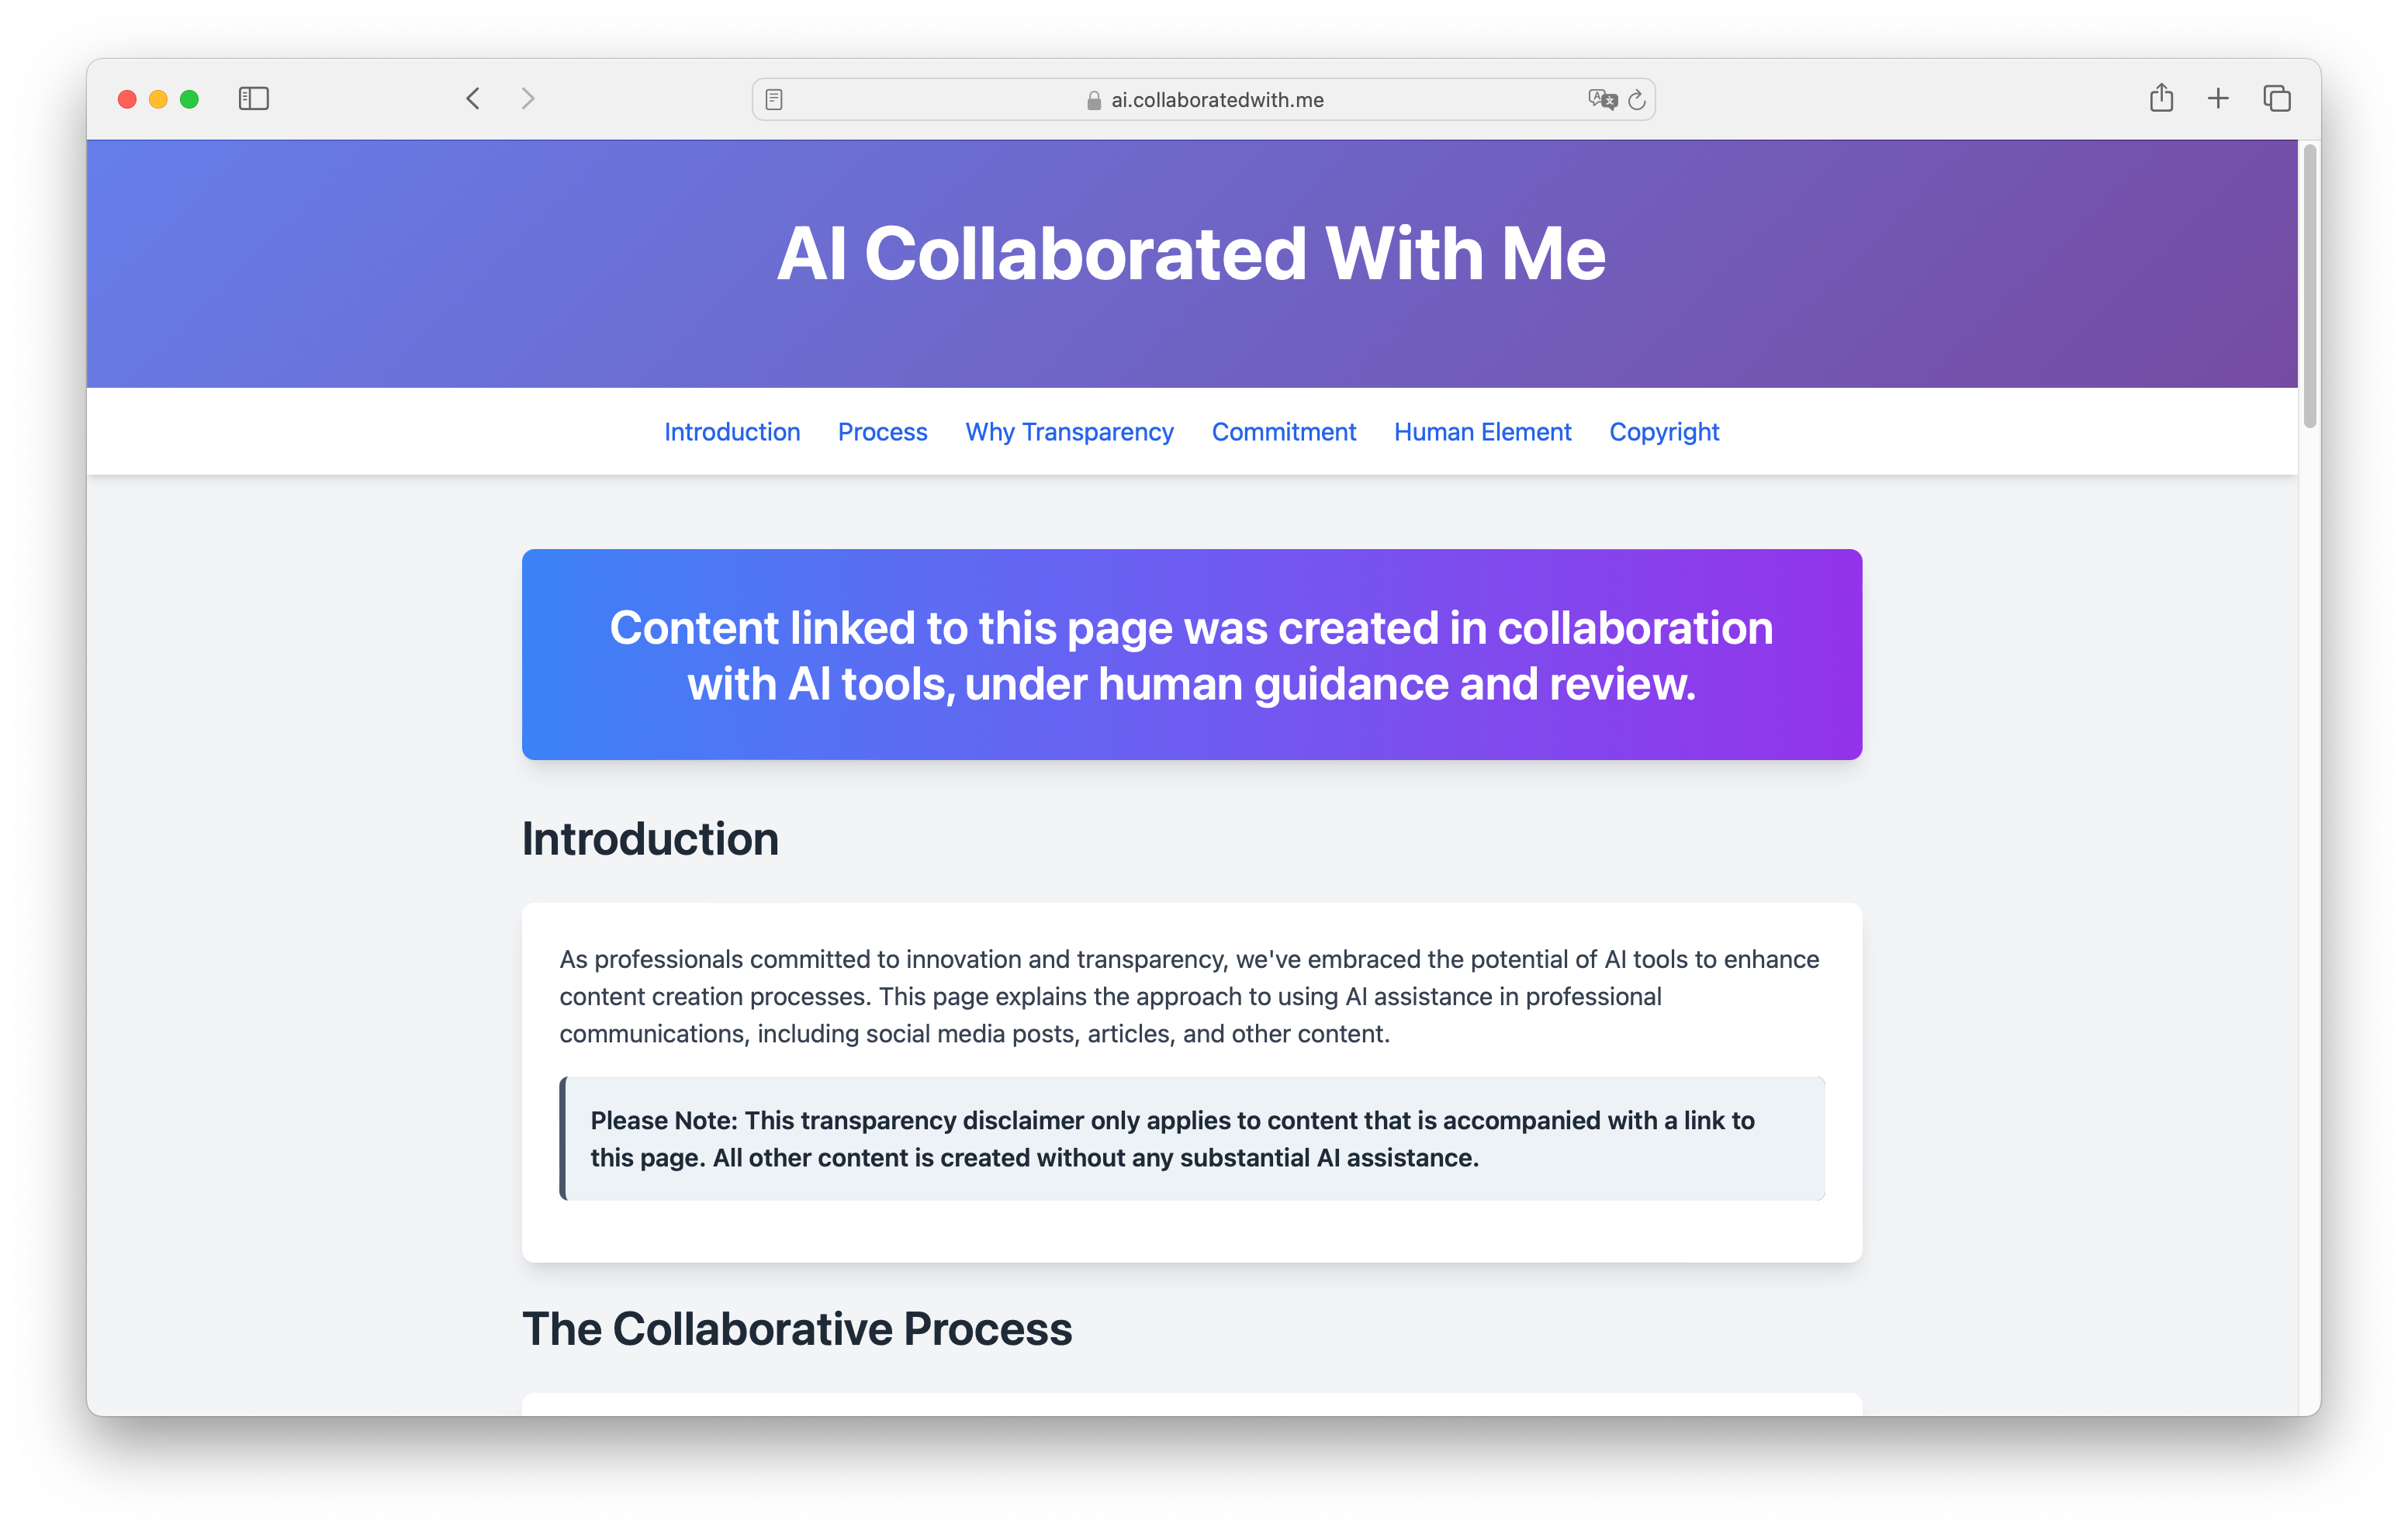 ai.collaboratedwith.me
AI Collaborated With Me
Introduction Process Why Transparency Commitment Human Element Copyright
Content linked to this page was created in collaboration
with AI tools, under human guidance and review.
Introduction
As professionals committed to innovation and transparency, we've embraced the potential of AI tools to enhance
content creation processes. This page explains the approach to using AI assistance in professional
communications, including social media posts, articles, and other content.
Please Note: This transparency disclaimer only applies to content that is accompanied with a link to
this page. All other content is created without any substantial AI assistance.
The Collaborative Process